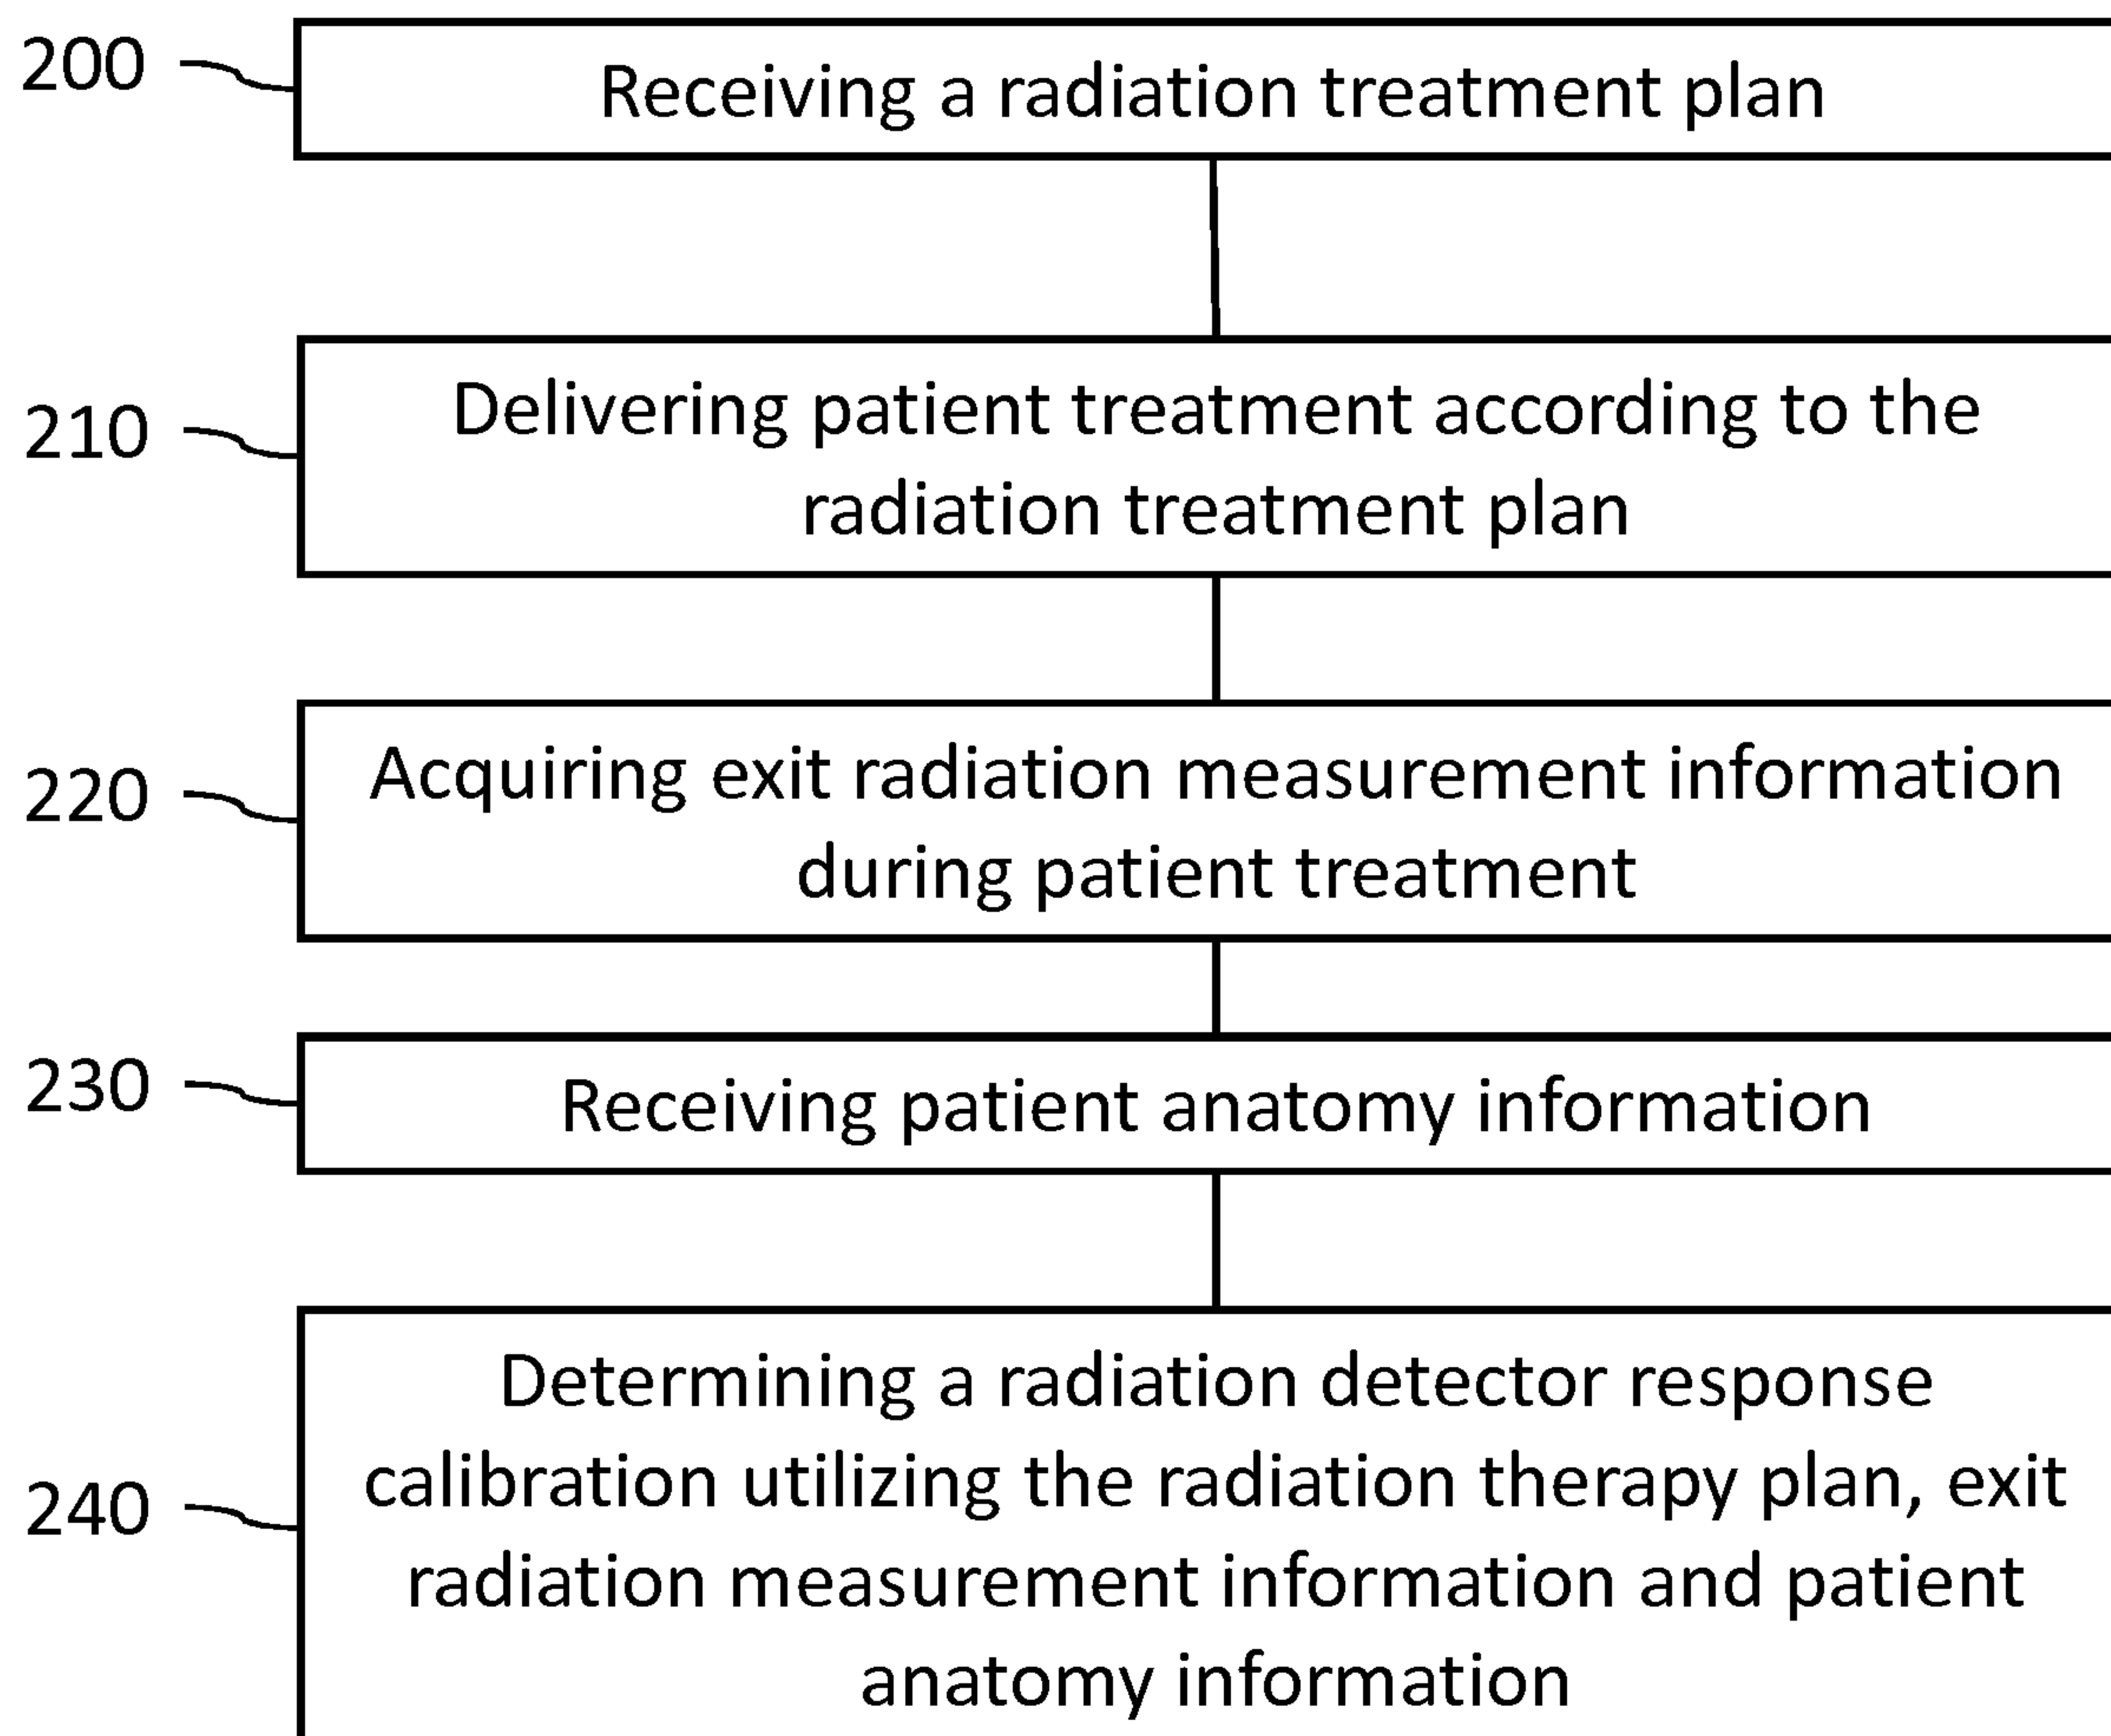 200 Receiving a radiation treatment plan
210 Delivering patient treatment according to the
radiation treatment plan
220 Acquiring exit radiation measurement information
during patient treatment
230 Receiving patient anatomy information
Determining a radiation detector response
calibration utilizing the radiation therapy plan, exit
240 radiation measurement information and patient
anatomy information